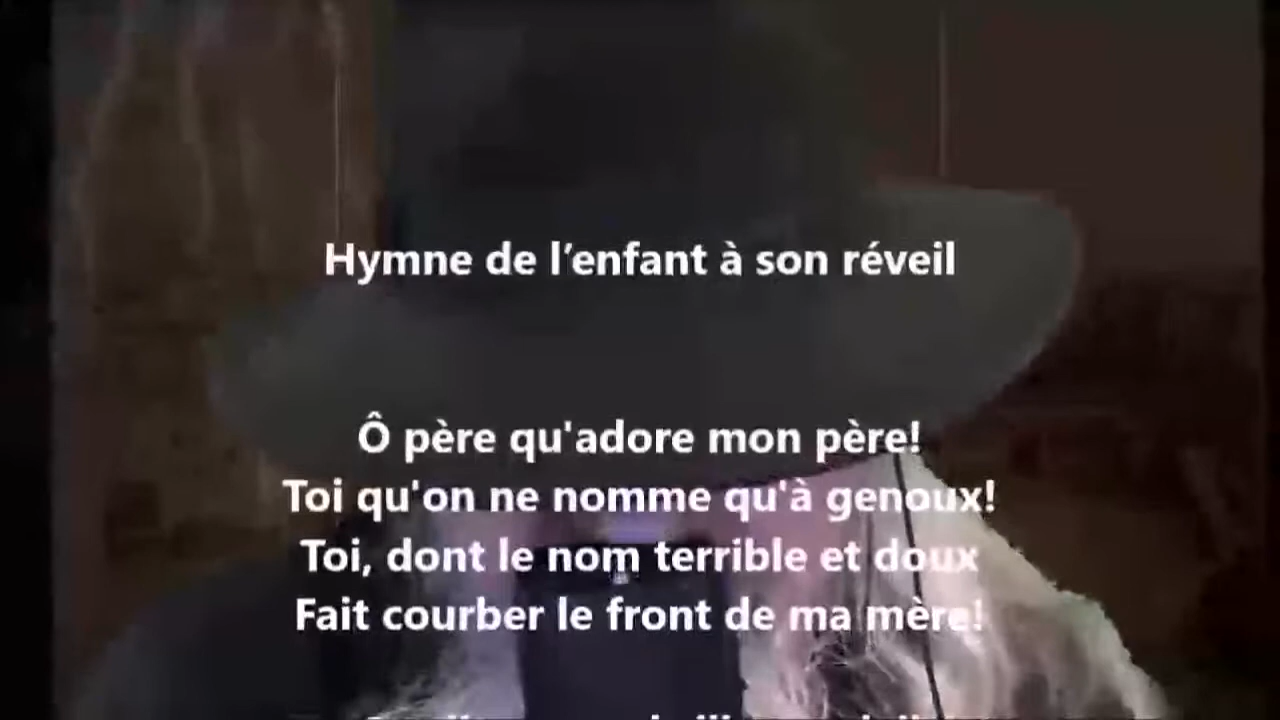 Hymne de l’enfant à son réveil
Ô père qu'adore mon père!
Toi qu'on ne nomme qu'à genoux!
Toi, dont le nom terrible et doux
Fait courber le front de ma mère!